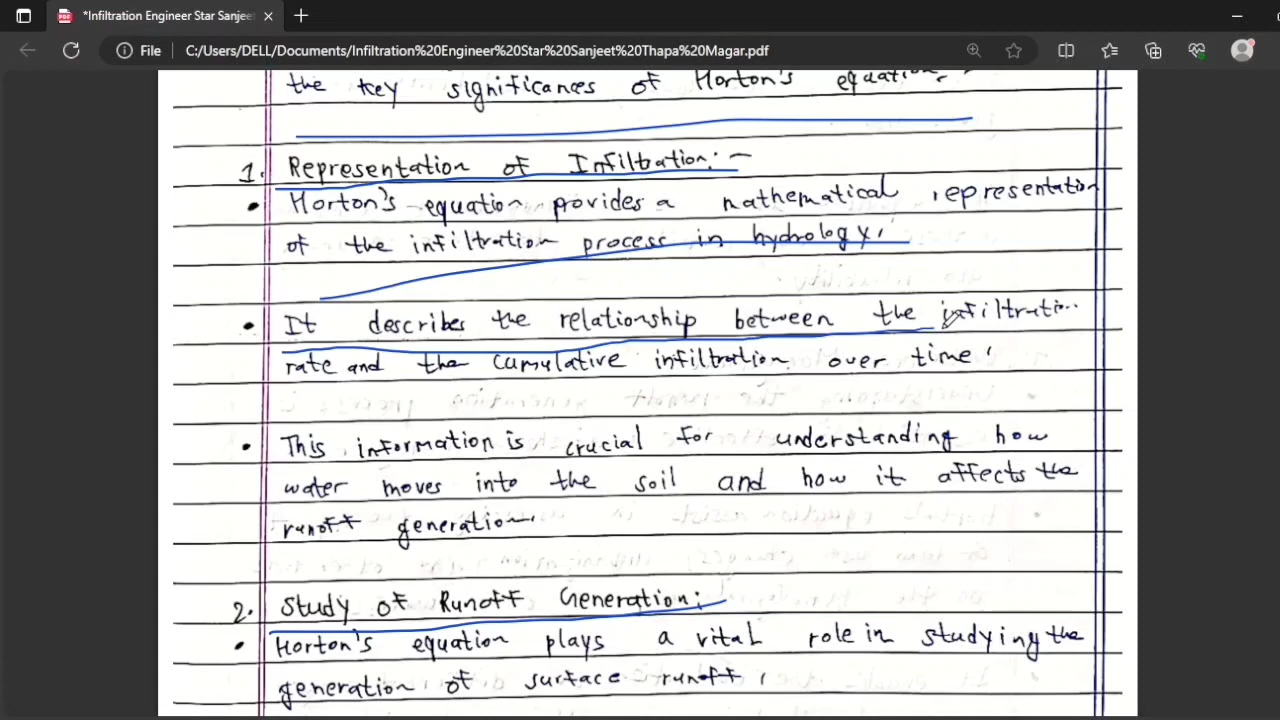 *Infiltration Engineer Star Sanjee
File
C:/Users/DELL/Documents/Infiltration%20Engineer%20Star%20Sanjeet%20Thapa%20Magar.pdf
the key significances of Horton's equation.
1. Representation of Infiltration:-
• Horton's equation provides a mathematical representation
of the infiltration process in hydrology.
• It describes the relationship between the infiltration
rate and the cumulative infiltration over time.
• This information is crucial for understanding how
water moves into the soil and how it affects the
runoff generation.
2. Study of Runoff Generation:
• Horton's equation plays a vital role in studying the
generation of surface runoff.